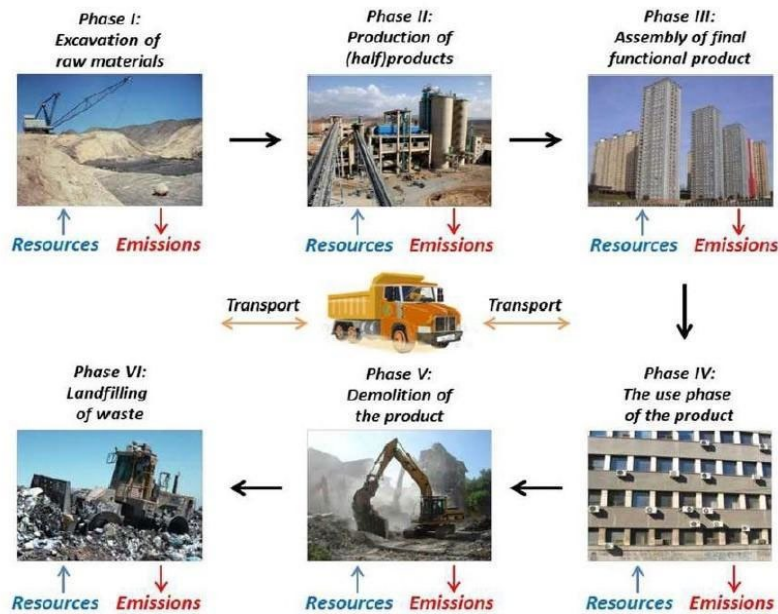 Phase I:
Excavation of
raw materials
Phase II:
Production of
(half)products
Phase III:
Assembly of final
functional product
Resources Emissions
Resources Emissions
Resources Emissions
Transport
Transport
Phase VI:
Landfilling
of waste
Phase V:
Demolition of
the product
Phase IV:
The use phase
of the product
Resources Emissions
Resources Emissions
Resources Emissions